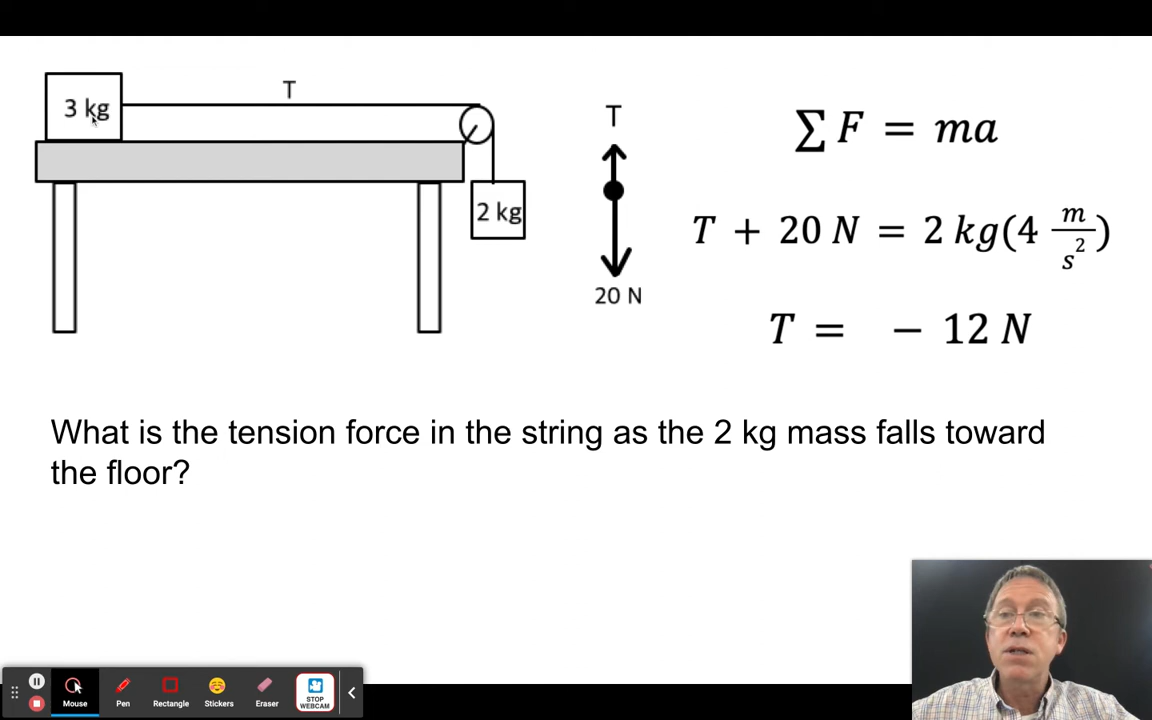 T
3 kg
2 kg
T
20 N
∑ F = ma
T + 20 N = 2 kg(4 m/s²)
T = − 12 N
What is the tension force in the string as the 2 kg mass falls toward
the floor?
Mouse
Pen
Rectangle
Stickers
Eraser
STOP
WEBCAM